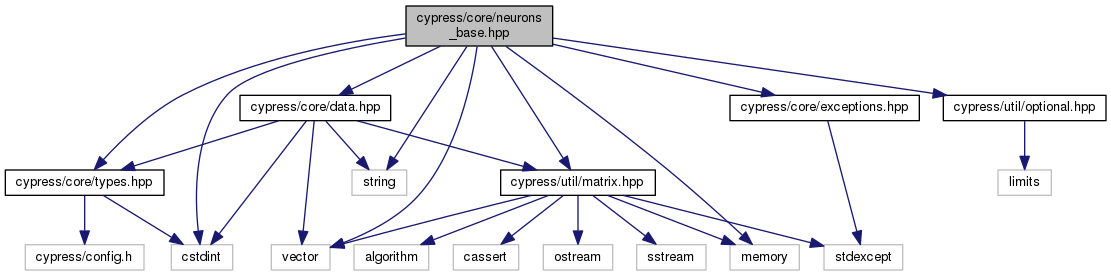 cypress/core/neurons
_base.hpp
cypress/core/data.hpp
cypress/core/exceptions.hpp
cypress/util/optional.hpp
cypress/core/types.hpp
string
cypress/util/matrix.hpp
limits
cypress/config.h
cstdint
vector
algorithm
cassert
ostream
sstream
memory
stdexcept